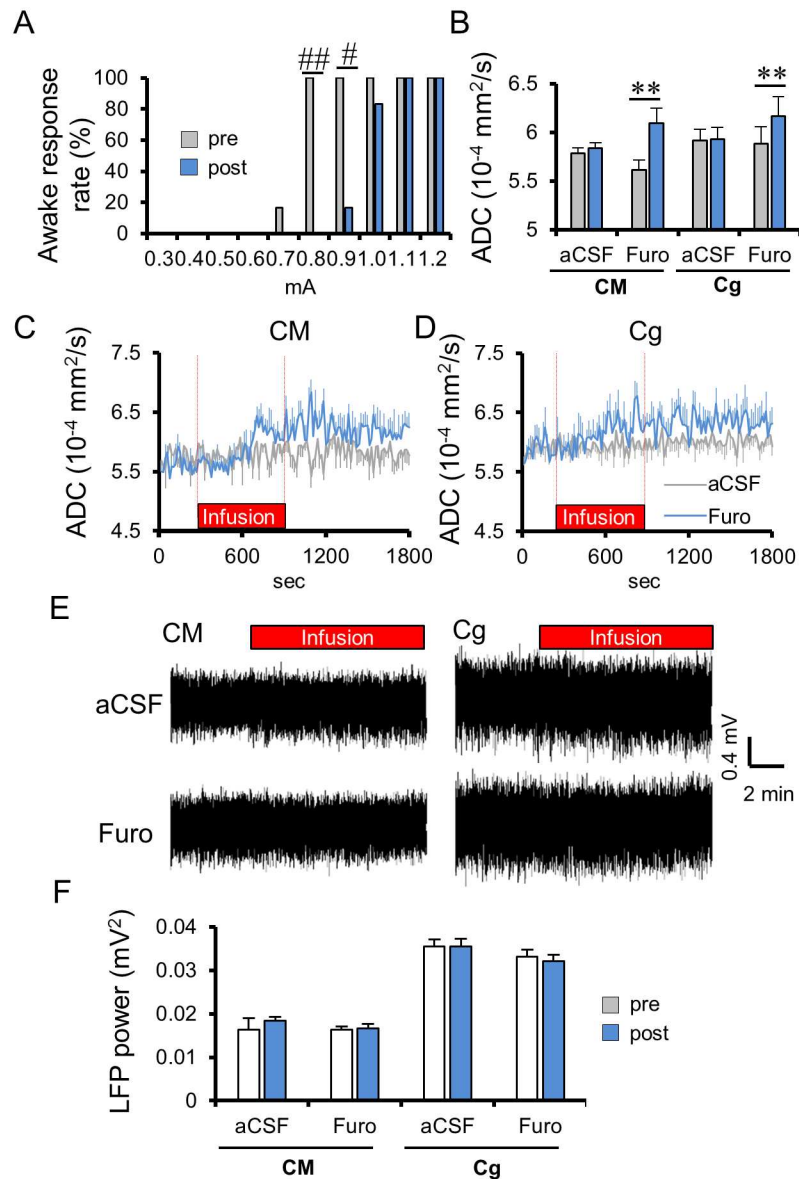 A
B
Awake response
rate (%)
100
80
60
40
20
0
##
#
pre
post
0.3 0.4 0.5 0.6 0.7 0.8 0.9 1.0 1.1 1.2
mA
ADC (10⁻⁴ mm²/s)
6.5
6
5.5
5
**
**
aCSF Furo aCSF Furo
CM Cg
C
CM
ADC (10⁻⁴ mm²/s)
7.5
6.5
5.5
4.5
Infusion
0 600 1200 1800
sec
D
Cg
ADC (10⁻⁴ mm²/s)
7.5
6.5
5.5
4.5
aCSF
Furo
Infusion
0 600 1200 1800
sec
E
CM Infusion Cg Infusion
aCSF
Furo
0.4 mV
2 min
F
LFP power (mV²)
0.04
0.03
0.02
0.01
0
pre
post
aCSF Furo aCSF Furo
CM Cg